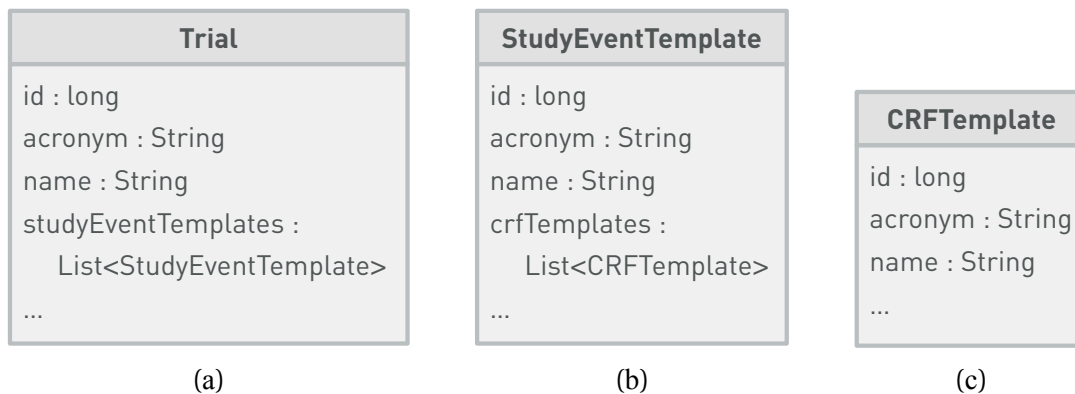 Trial
id : long
acronym : String
name : String
studyEventTemplates :
List<StudyEventTemplate>
...
(a)
StudyEventTemplate
id : long
acronym : String
name : String
crfTemplates :
List<CRFTemplate>
...
(b)
CRFTemplate
id : long
acronym : String
name : String
...
(c)